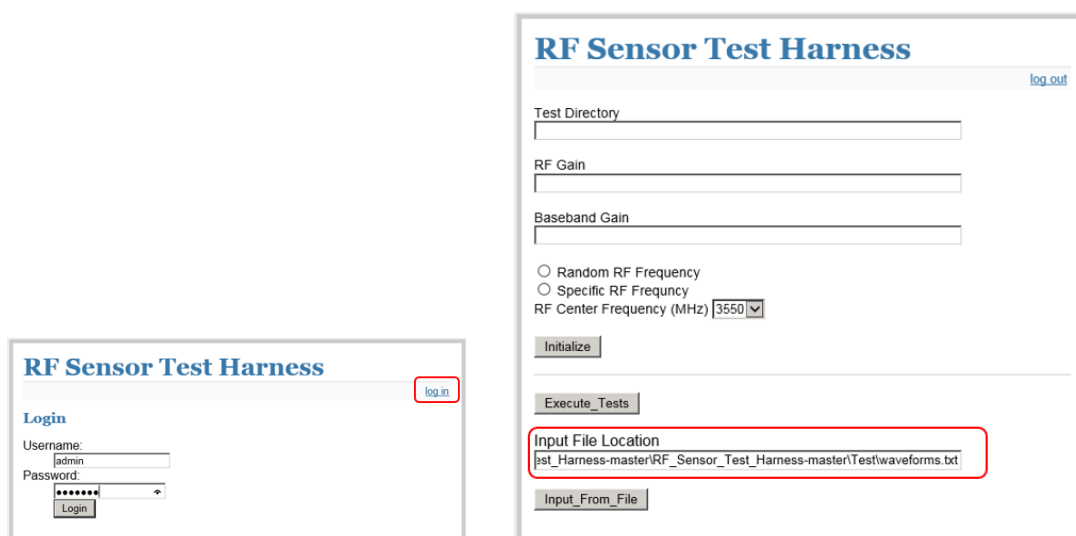 RF Sensor Test Harness
log in
Login
Username:
admin
Password:
•••••••
Login
RF Sensor Test Harness
log out
Test Directory
RF Gain
Baseband Gain
Random RF Frequency
Specific RF Frequncy
RF Center Frequency (MHz) 3550
Initialize
Execute_Tests
Input File Location
est_Harness-master\RF_Sensor_Test_Harness-master\Test\waveforms.txt
Input_From_File